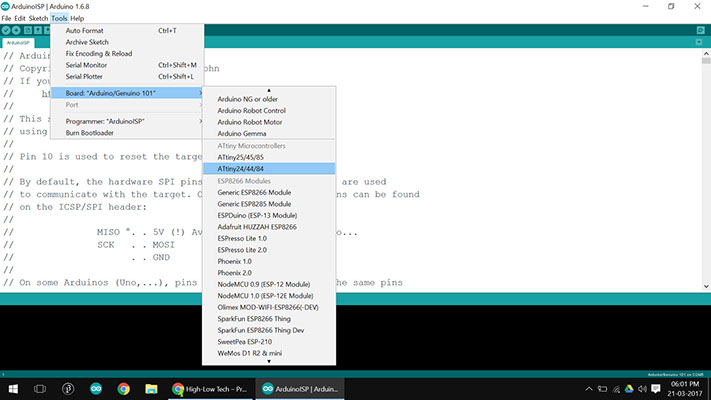 ArduinoISP | Arduino 1.6.8
File Edit Sketch Tools Help
ArduinoISP
Auto Format Ctrl+T
Archive Sketch
Fix Encoding & Reload
Serial Monitor Ctrl+Shift+M
Serial Plotter Ctrl+Shift+L
Board: "Arduino/Genuino 101"
Port
Programmer: "ArduinoISP"
Burn Bootloader
Arduino NG or older
Arduino Robot Control
Arduino Robot Motor
Arduino Gemma
ATtiny Microcontrollers
ATtiny25/45/85
ATtiny24/44/84
ESP8266 Modules
Generic ESP8266 Module
Generic ESP8285 Module
ESPDuino (ESP-13 Module)
Adafruit HUZZAH ESP8266
ESPresso Lite 1.0
ESPresso Lite 2.0
Phoenix 1.0
Phoenix 2.0
NodeMCU 0.9 (ESP-12 Module)
NodeMCU 1.0 (ESP-12E Module)
Olimex MOD-WIFI-ESP8266(-DEV)
SparkFun ESP8266 Thing
SparkFun ESP8266 Thing Dev
SweetPea ESP-210
WeMos D1 R2 & mini
// Ardui
// Copyri hn
// If you
// h
//
// This s
// using
//
// Pin 10 is used to reset the targe
//
// By default, the hardware SPI pins are used
// to communicate with the target. O ns can be found
// on the ICSP/SPI header:
//
// MISO °. . 5V (!) Av o...
// SCK . . MOSI
// . . GND
//
// On some Arduinos (Uno,...), pins he same pins
1
Arduino/Genuino 101 on COM9
High-Low Tech – Pr...
ArduinoISP | Arduin...
06:01 PM
21-03-2017